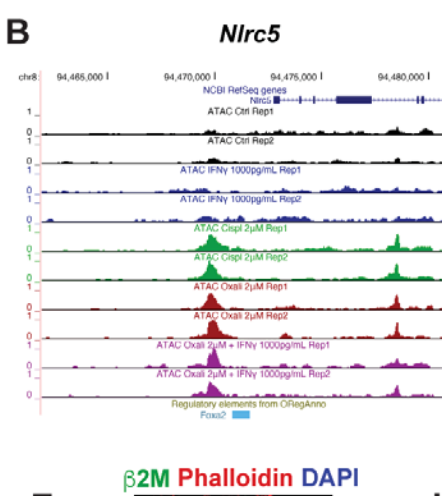 B
Nlrc5
chr8: 94,465,000 94,470,000 94,475,000 94,480,000
NCBI RefSeq genes
Nlrc5
ATAC Ctrl Rep1
1
0
ATAC Ctrl Rep2
1
0
ATAC IFNγ 1000pg/mL Rep1
1
0
ATAC IFNγ 1000pg/mL Rep2
1
0
ATAC Cispl 2μM Rep1
1
0
ATAC Cispl 2μM Rep2
1
0
ATAC Oxali 2μM Rep1
1
0
ATAC Oxali 2μM Rep2
1
0
ATAC Oxali 2μM + IFNγ 1000pg/mL Rep1
1
0
ATAC Oxali 2μM + IFNγ 1000pg/mL Rep2
1
0
Regulatory elements from ORegAnno
Foxa2
β2M Phalloidin DAPI